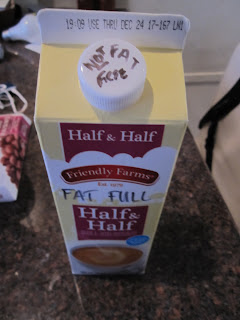 19-09 USE THRU DEC 24 17-167 LN1
NOT FAT
FREE
Half & Half
Friendly Farms
FAT FULL
Half &
Half